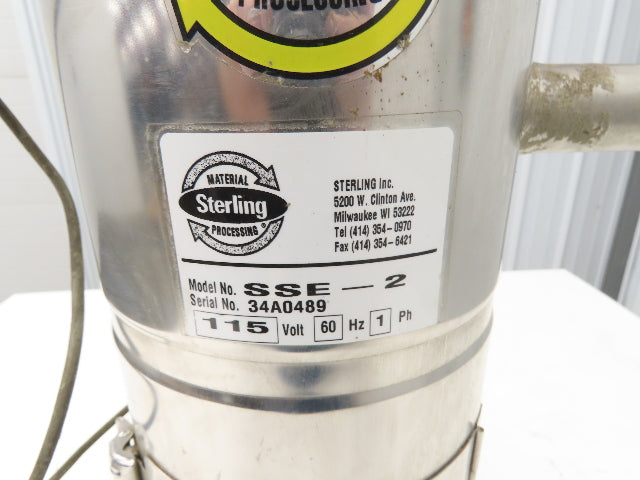 PROCESSING
MATERIAL
Sterling
PROCESSING ®
STERLING Inc.
5200 W. Clinton Ave.
Milwaukee WI 53222
Tel (414) 354-0970
Fax (414) 354-6421
Model No. SSE - 2
Serial No. 34A0489
115 Volt 60 Hz 1 Ph